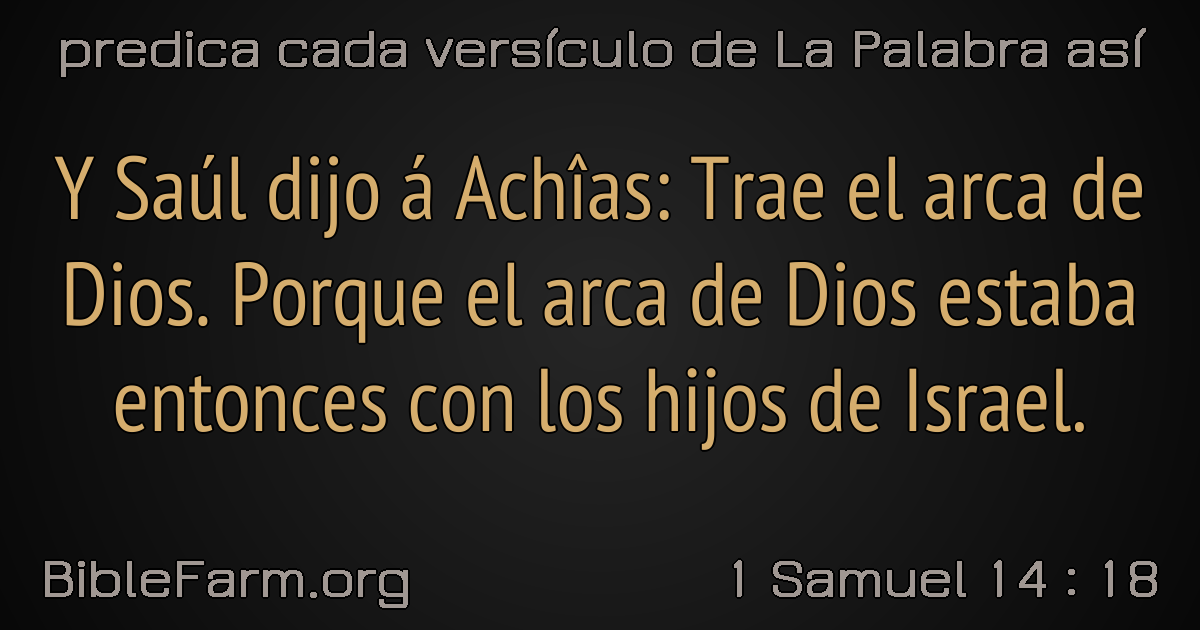 predica cada versículo de La Palabra así
Y Saúl dijo á Achîas: Trae el arca de
Dios. Porque el arca de Dios estaba
entonces con los hijos de Israel.
BibleFarm.org
1 Samuel 14 : 18